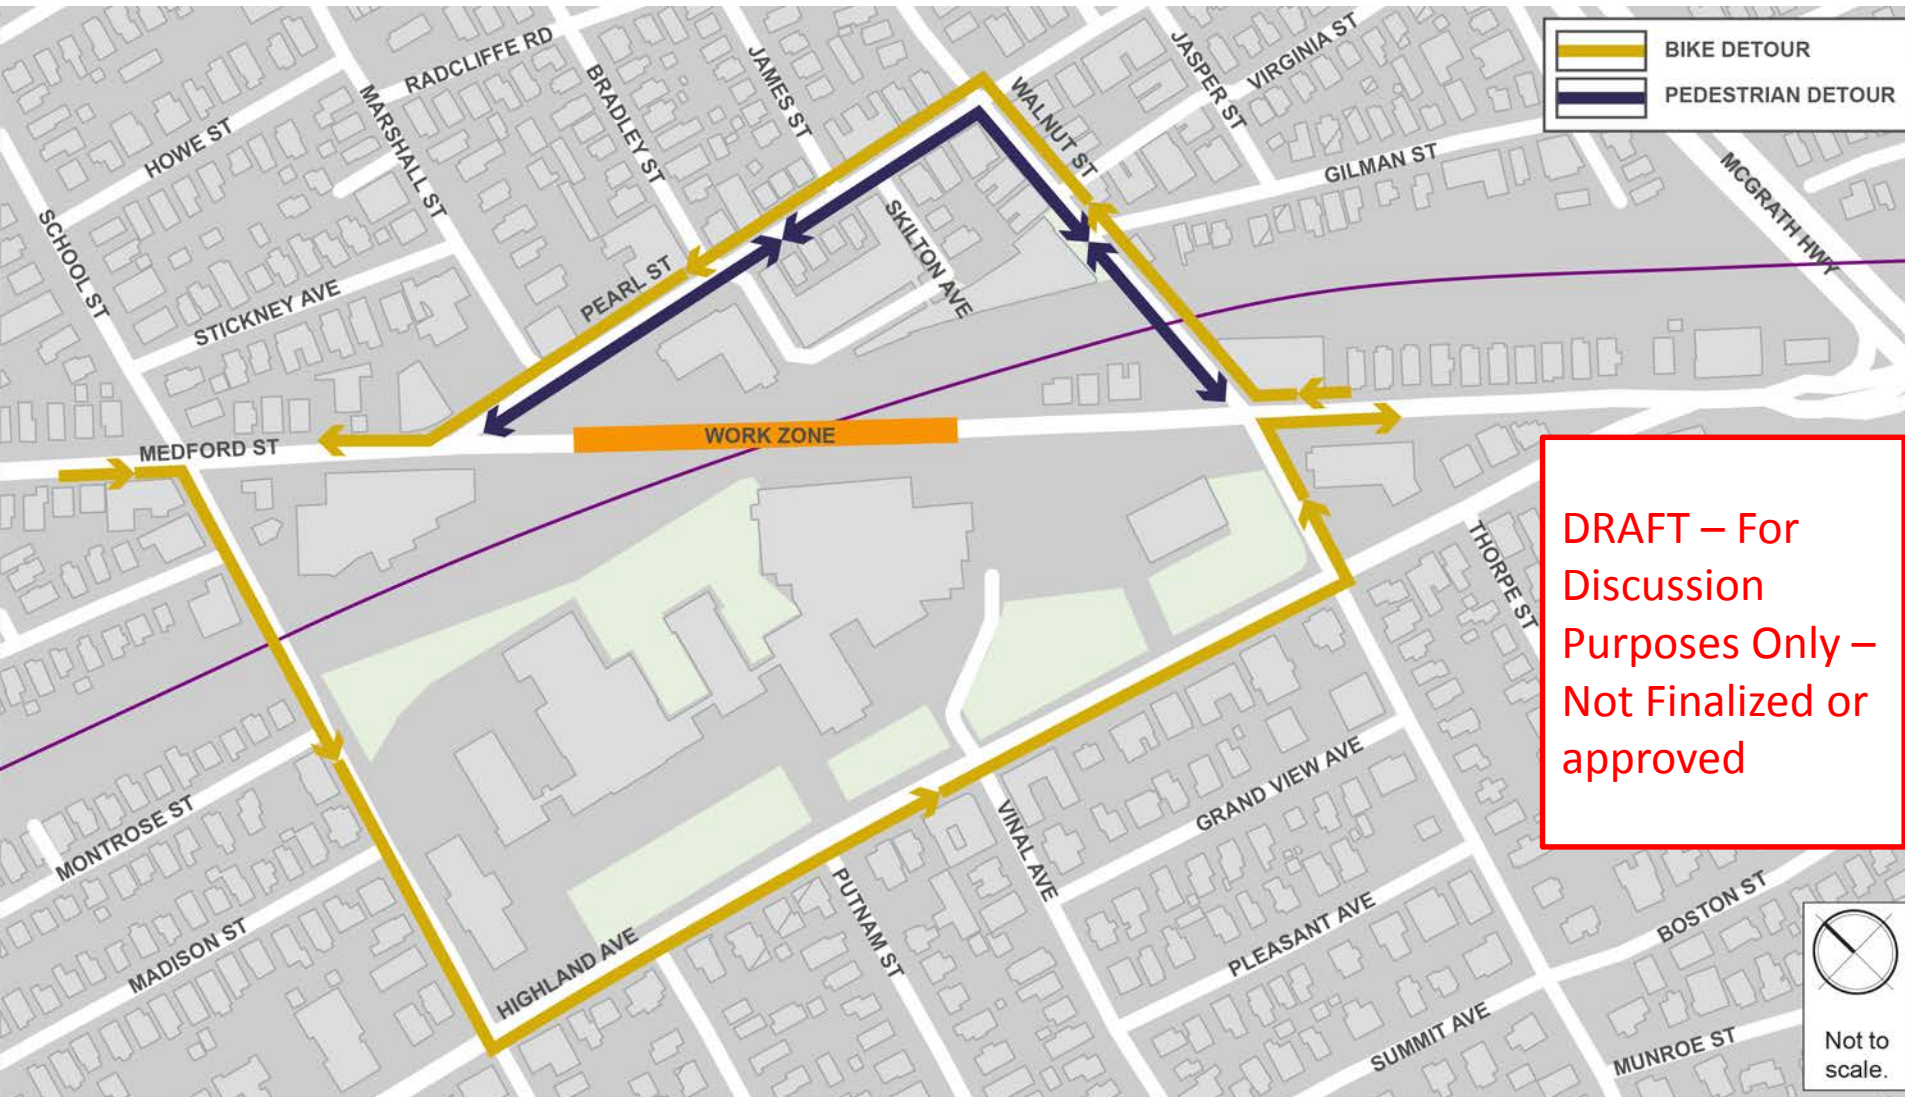 BIKE DETOUR
PEDESTRIAN DETOUR
RADCLIFFE RD
HOWE ST
MARSHALL ST
BRADLEY ST
JAMES ST
WALNUT ST
JASPER ST
VIRGINIA ST
GILMAN ST
MCGRATH HWY
SCHOOL ST
STICKNEY AVE
PEARL ST
SKILTON AVE
MEDFORD ST
WORK ZONE
THORPE ST
DRAFT – For
Discussion
Purposes Only –
Not Finalized or
approved
MONTROSE ST
MADISON ST
HIGHLAND AVE
PUTNAM ST
VINAL AVE
GRAND VIEW AVE
PLEASANT AVE
SUMMIT AVE
BOSTON ST
MUNROE ST
Not to
scale.